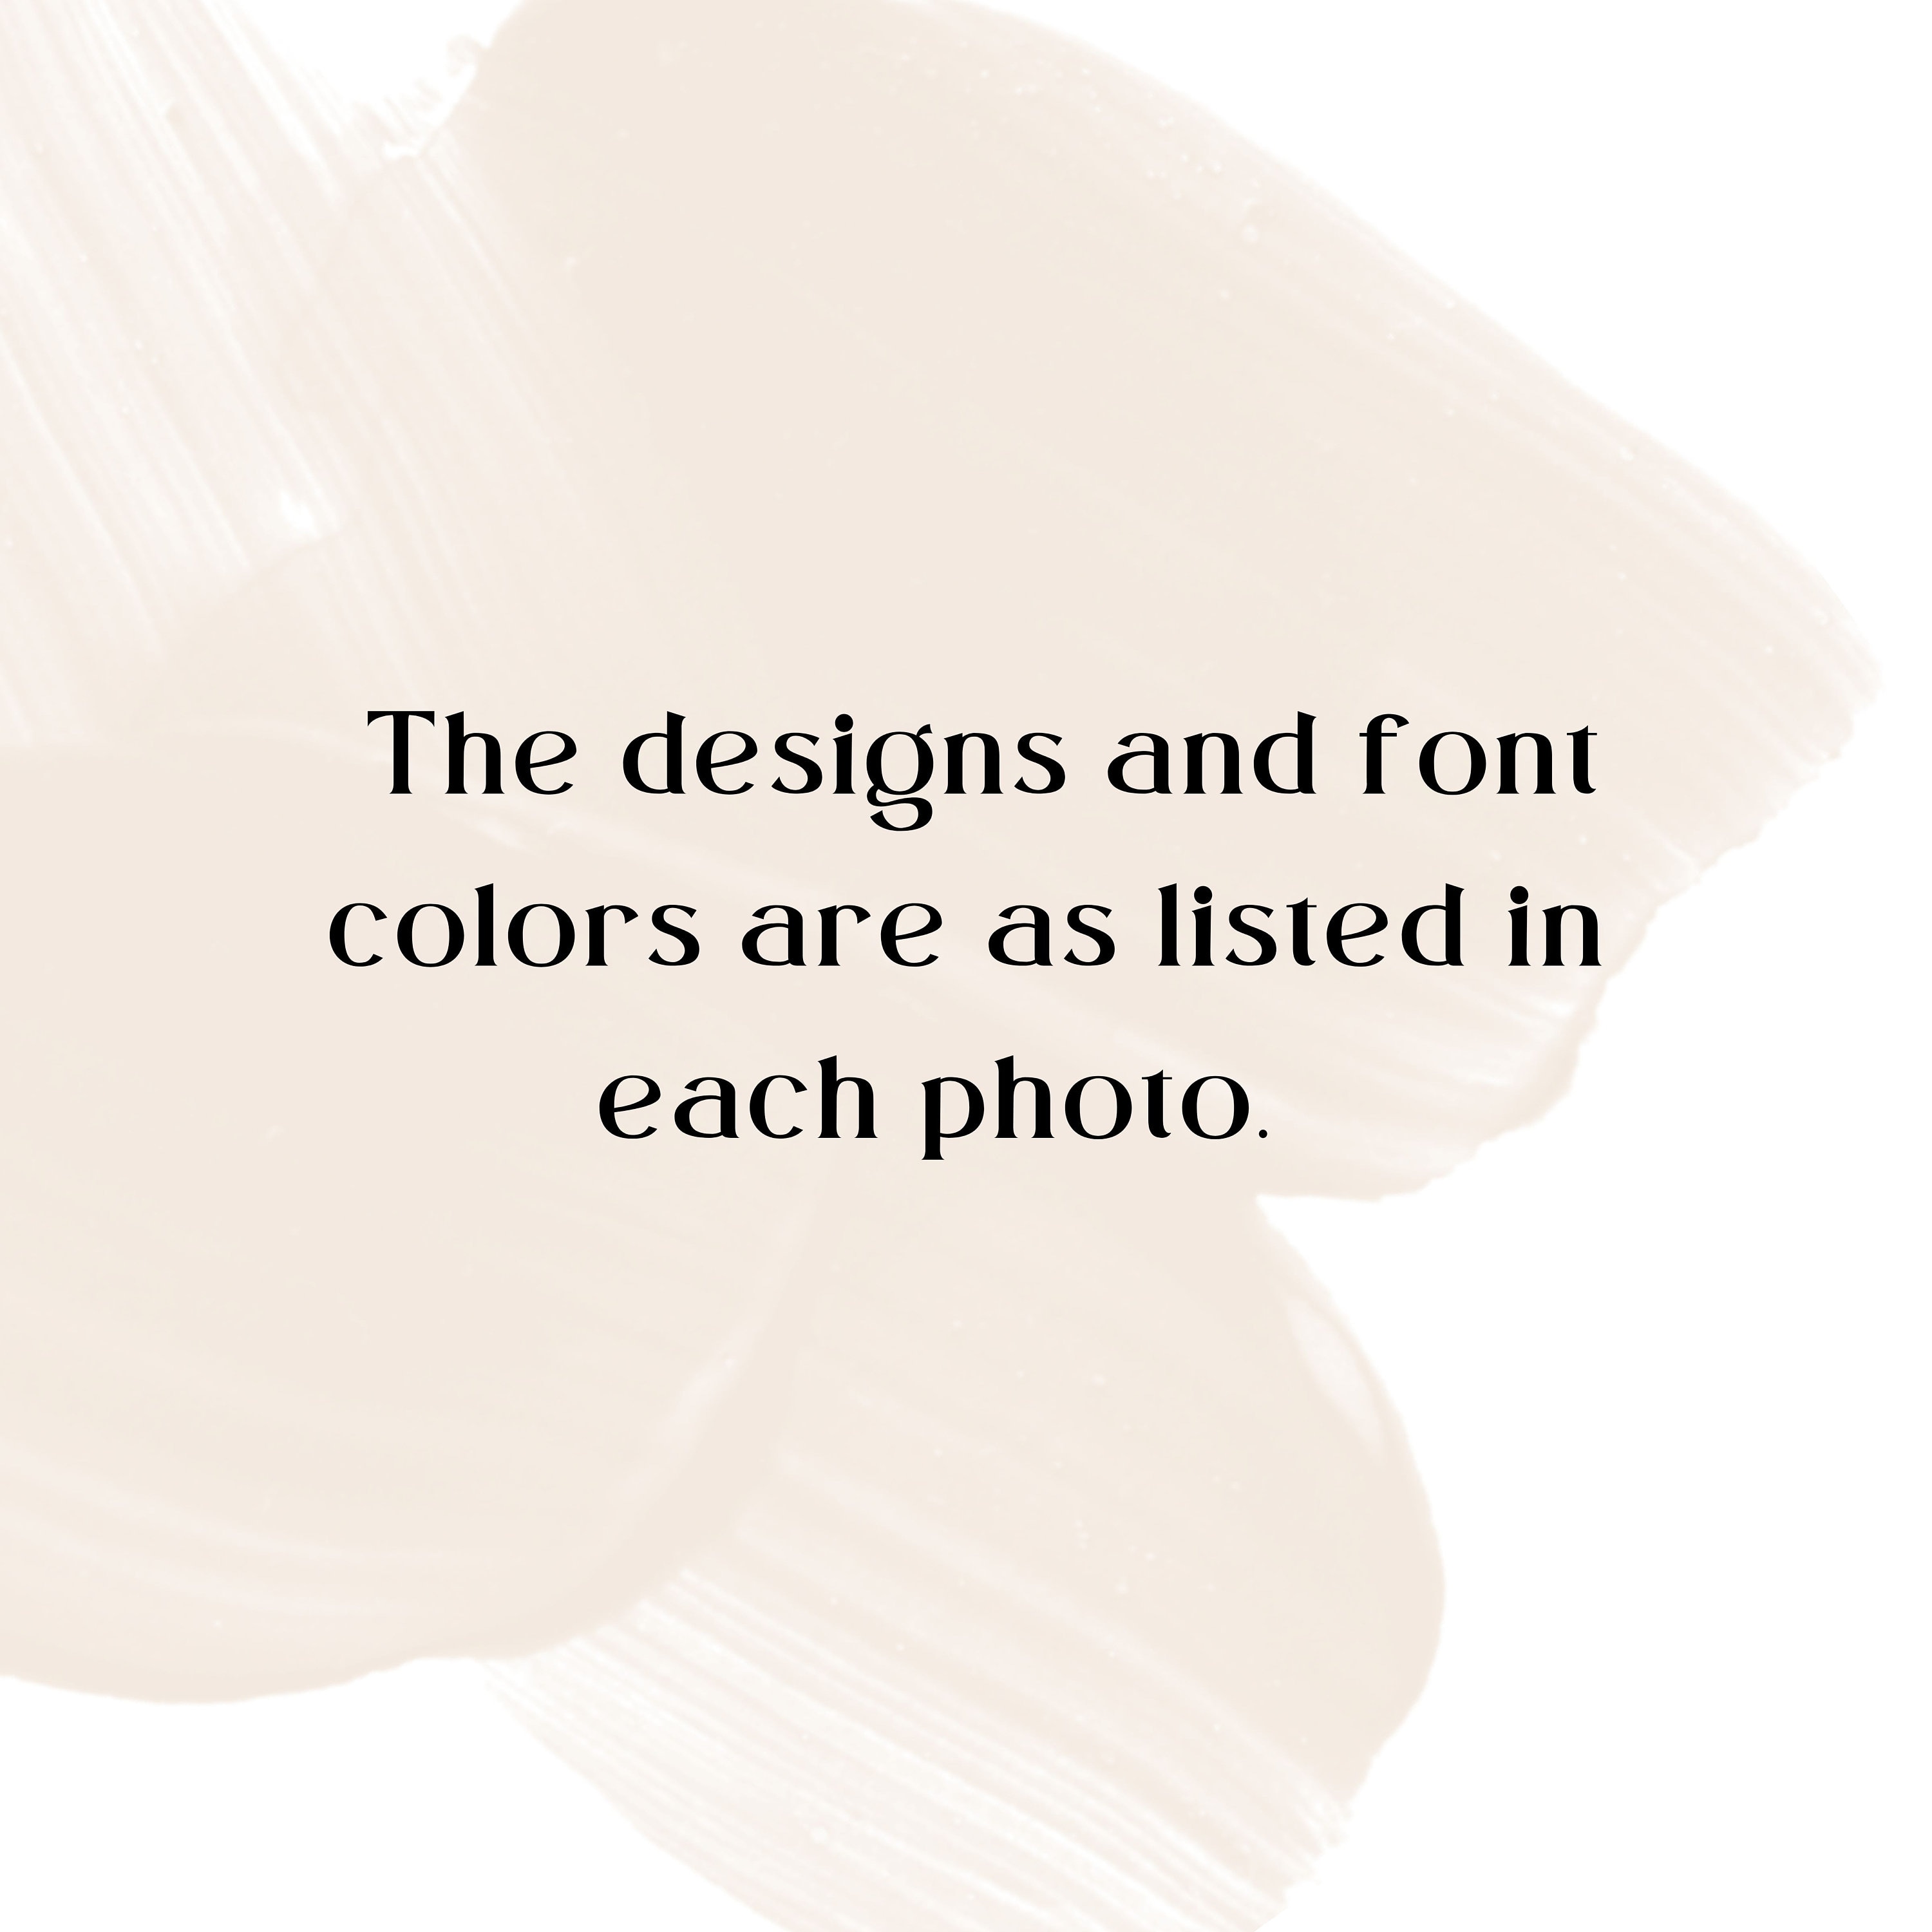 The designs and font
colors are as listed in
each photo.